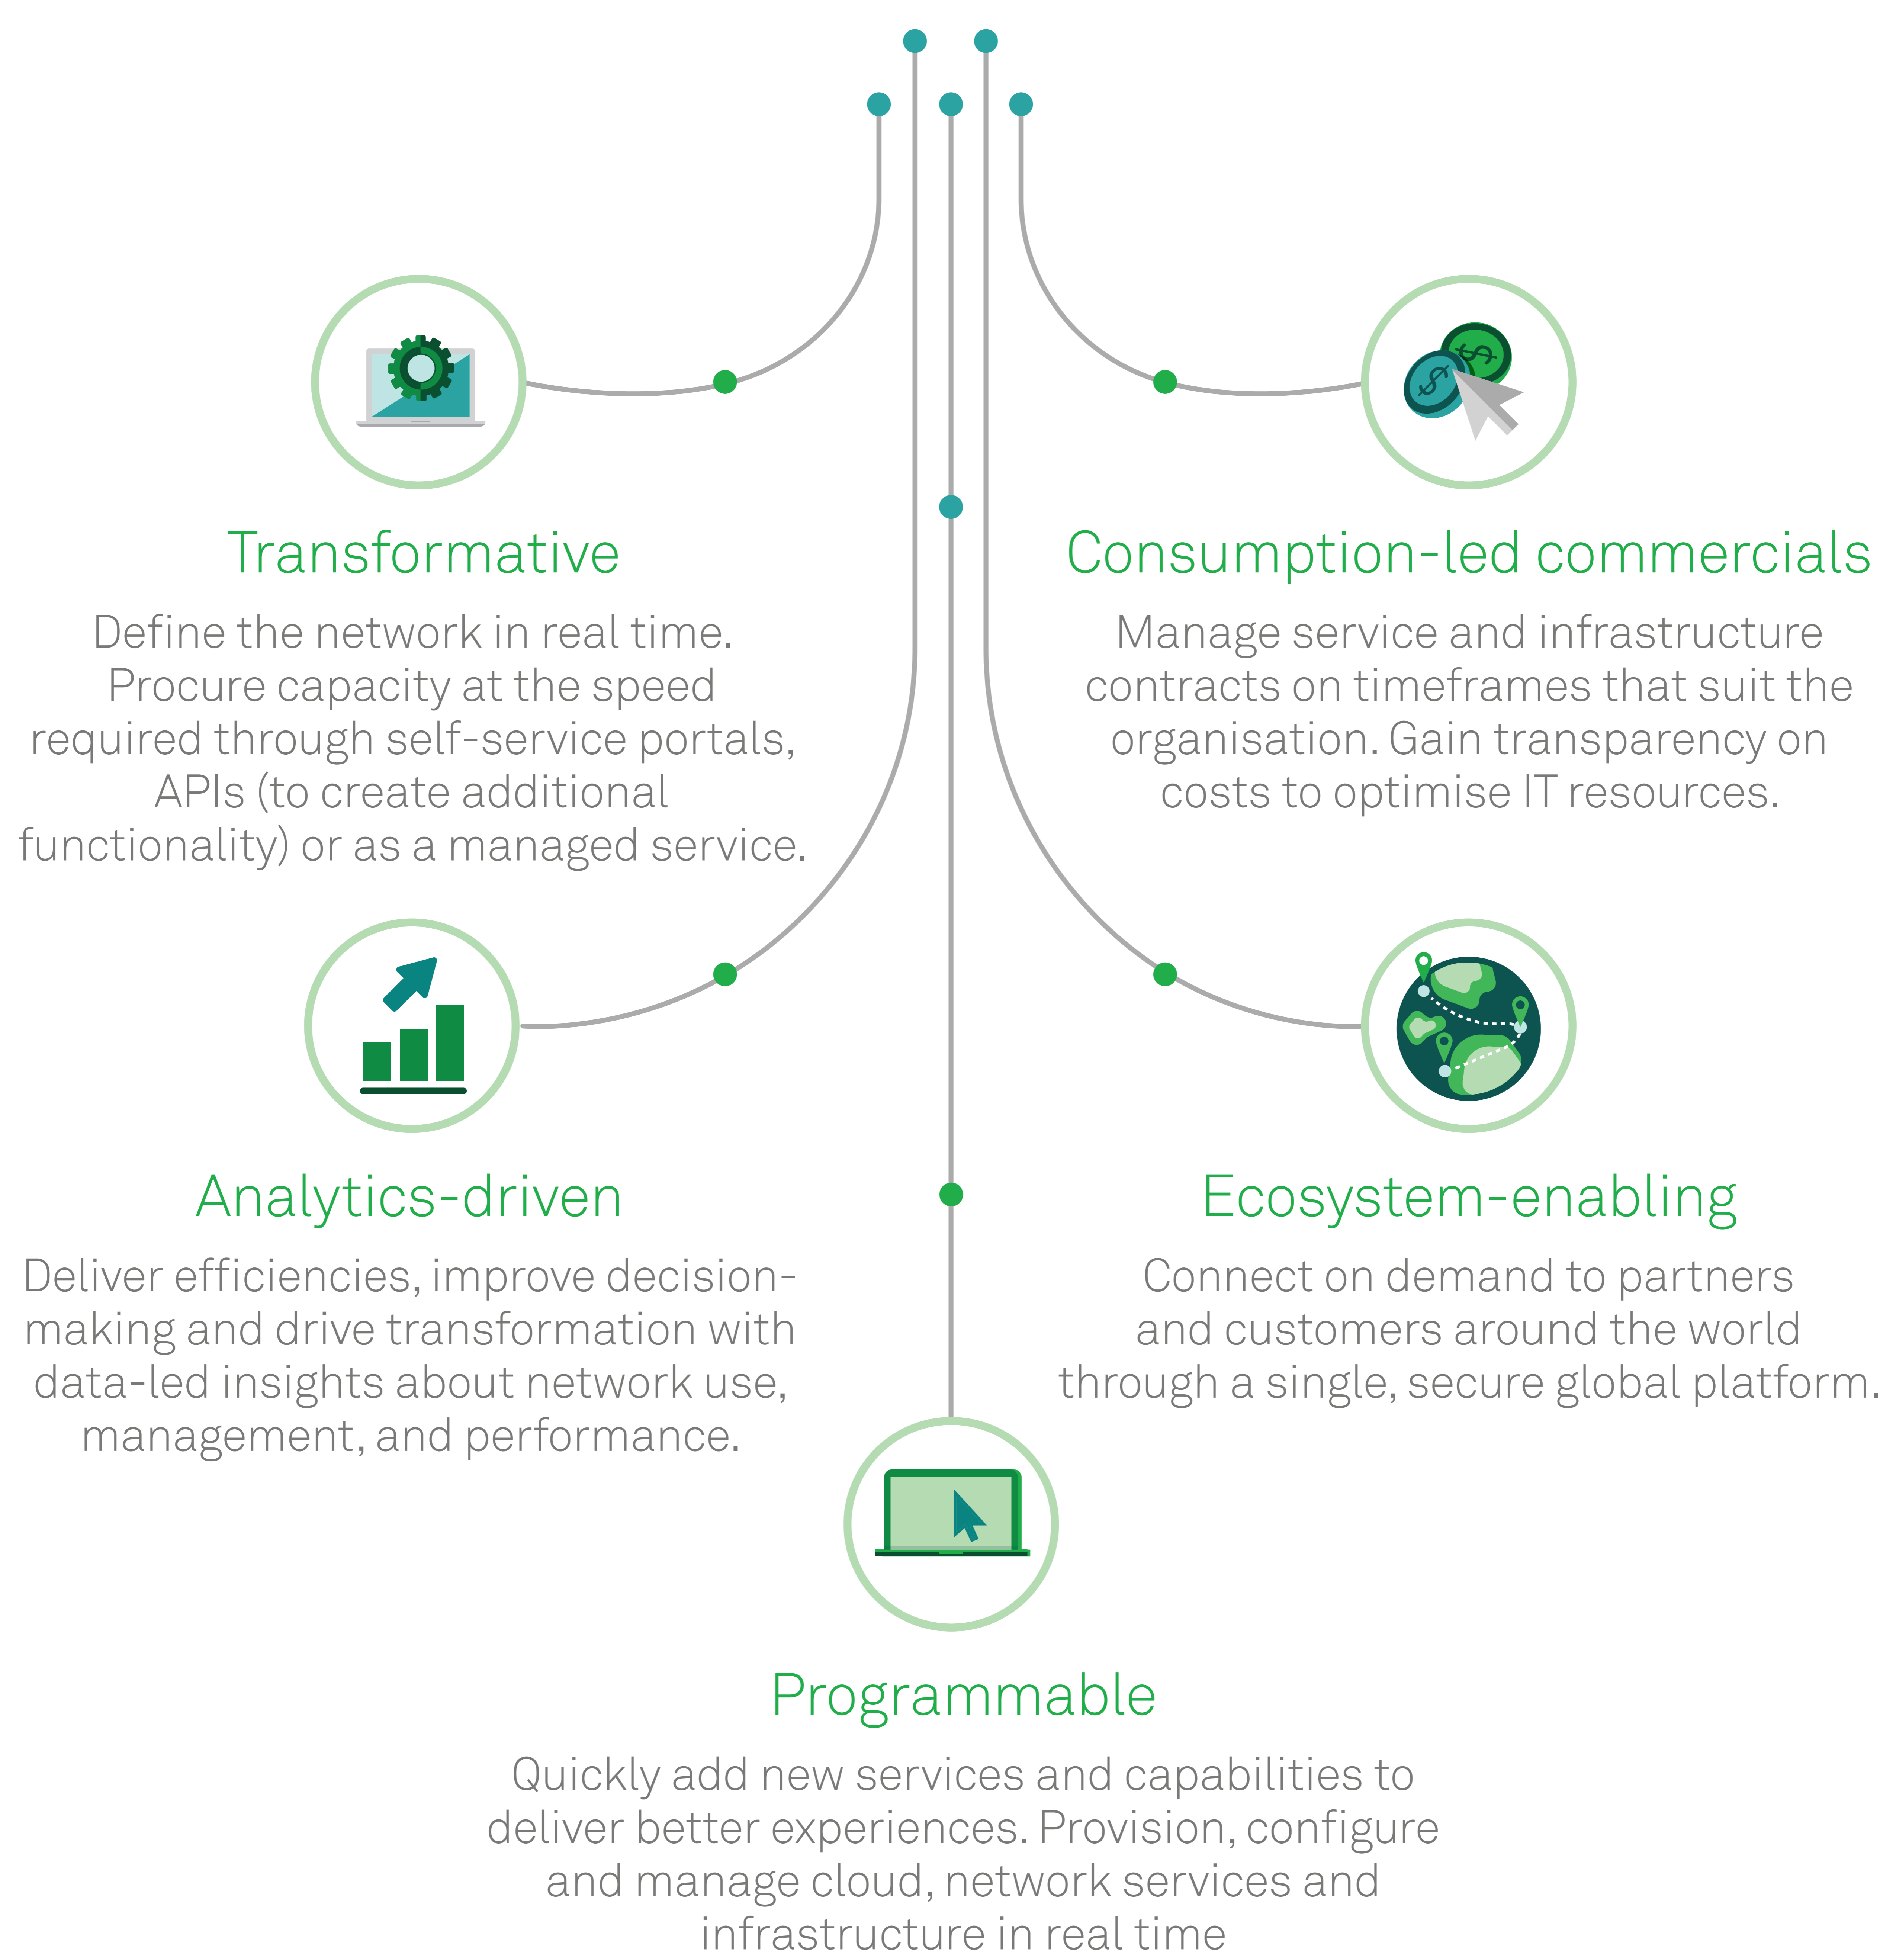 Transformative
Define the network in real time.
Procure capacity at the speed
required through self-service portals,
APIs (to create additional
functionality) or as a managed service.
Consumption-led commercials
Manage service and infrastructure
contracts on timeframes that suit the
organisation. Gain transparency on
costs to optimise IT resources.
Analytics-driven
Deliver efficiencies, improve decision-
making and drive transformation with
data-led insights about network use,
management, and performance.
Ecosystem-enabling
Connect on demand to partners
and customers around the world
through a single, secure global platform.
Programmable
Quickly add new services and capabilities to
deliver better experiences. Provision, configure
and manage cloud, network services and
infrastructure in real time